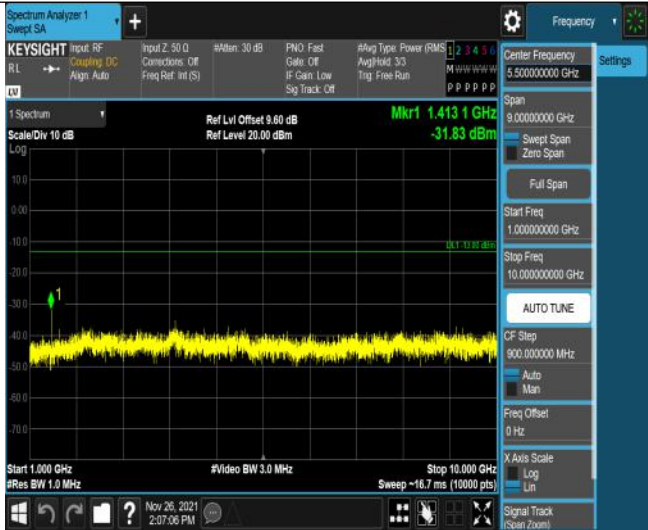 Spectrum Analyzer 1
Swept SA
+
Frequency
KEYSIGHT
RL
LV
Input: RF
Coupling: DC
Align: Auto
Input Z: 50 Ω
Corrections: Off
Freq Ref: Int (S)
#Atten: 30 dB
PNO: Fast
Gate: Off
IF Gain: Low
Sig Track: Off
#Avg Type: Power (RMS
Avg|Hold: 3/3
Trig: Free Run
1 2 3 4 5 6
M W W W W W
P P P P P P
Center Frequency
5.500000000 GHz
Settings
1 Spectrum
Scale/Div 10 dB
Log
Ref Lvl Offset 9.60 dB
Ref Level 20.00 dBm
Mkr1 1.413 1 GHz
-31.83 dBm
Span
9.00000000 GHz
Swept Span
Zero Span
Full Span
Start Freq
1.000000000 GHz
Stop Freq
10.000000000 GHz
AUTO TUNE
CF Step
900.000000 MHz
Auto
Man
Freq Offset
0 Hz
X Axis Scale
Log
Lin
Signal Track
(Span Zoom)
10.0
0.00
-10.0
DL1 -13.00 dBm
-20.0
-30.0
1
-40.0
-50.0
-60.0
-70.0
Start 1.000 GHz
#Res BW 1.0 MHz
#Video BW 3.0 MHz
Stop 10.000 GHz
Sweep ~16.7 ms (10000 pts)
?
Nov 26, 2021
2:07:06 PM